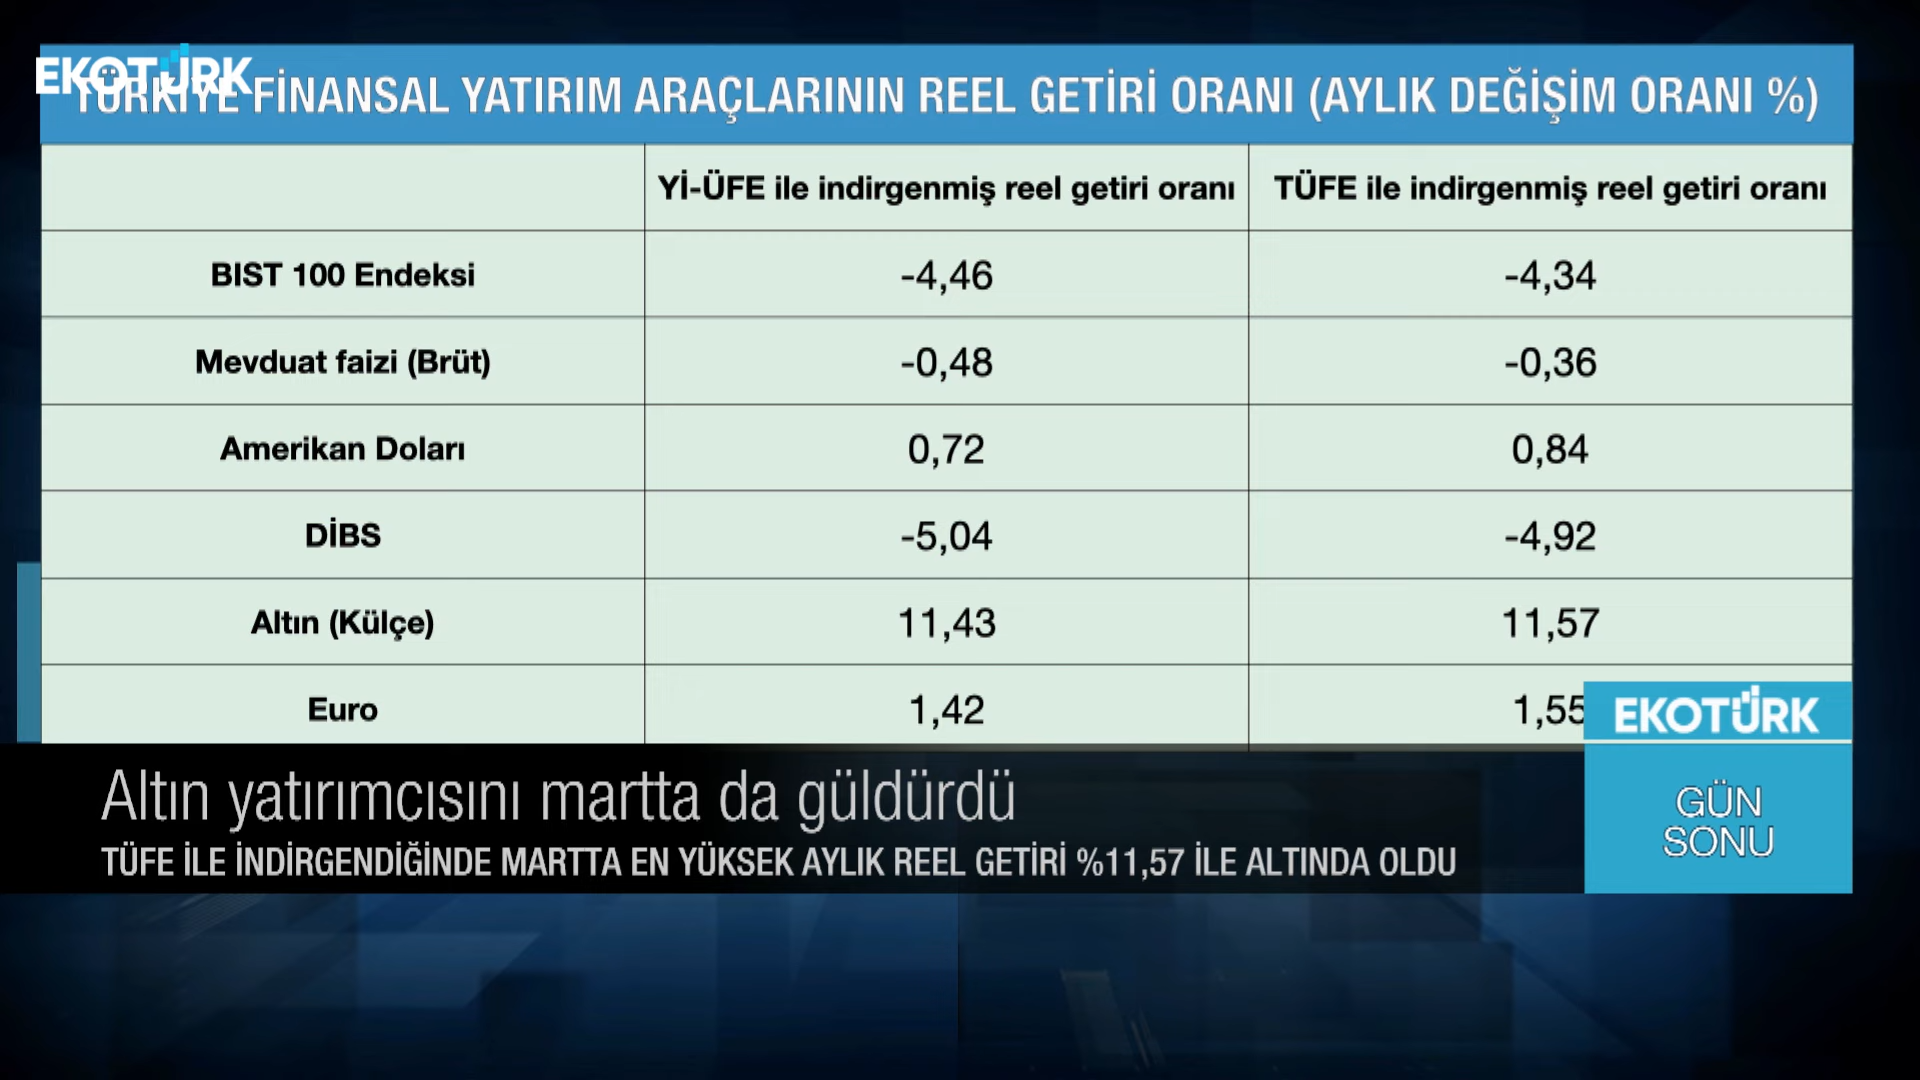 EKOTÜRK
TÜRKİYE FİNANSAL YATIRIM ARAÇLARININ REEL GETİRİ ORANI (AYLIK DEĞİŞİM ORANI %)
Yİ-ÜFE ile indirgenmiş reel getiri oranı TÜFE ile indirgenmiş reel getiri oranı
BIST 100 Endeksi -4,46 -4,34
Mevduat faizi (Brüt) -0,48 -0,36
Amerikan Doları 0,72 0,84
DİBS -5,04 -4,92
Altın (Külçe) 11,43 11,57
Euro 1,42 1,55
EKOTÜRK
Altın yatırımcısını martta da güldürdü
TÜFE İLE İNDİRGENDİĞİNDE MARTTA EN YÜKSEK AYLIK REEL GETİRİ %11,57 İLE ALTINDA OLDU
GÜN
SONU